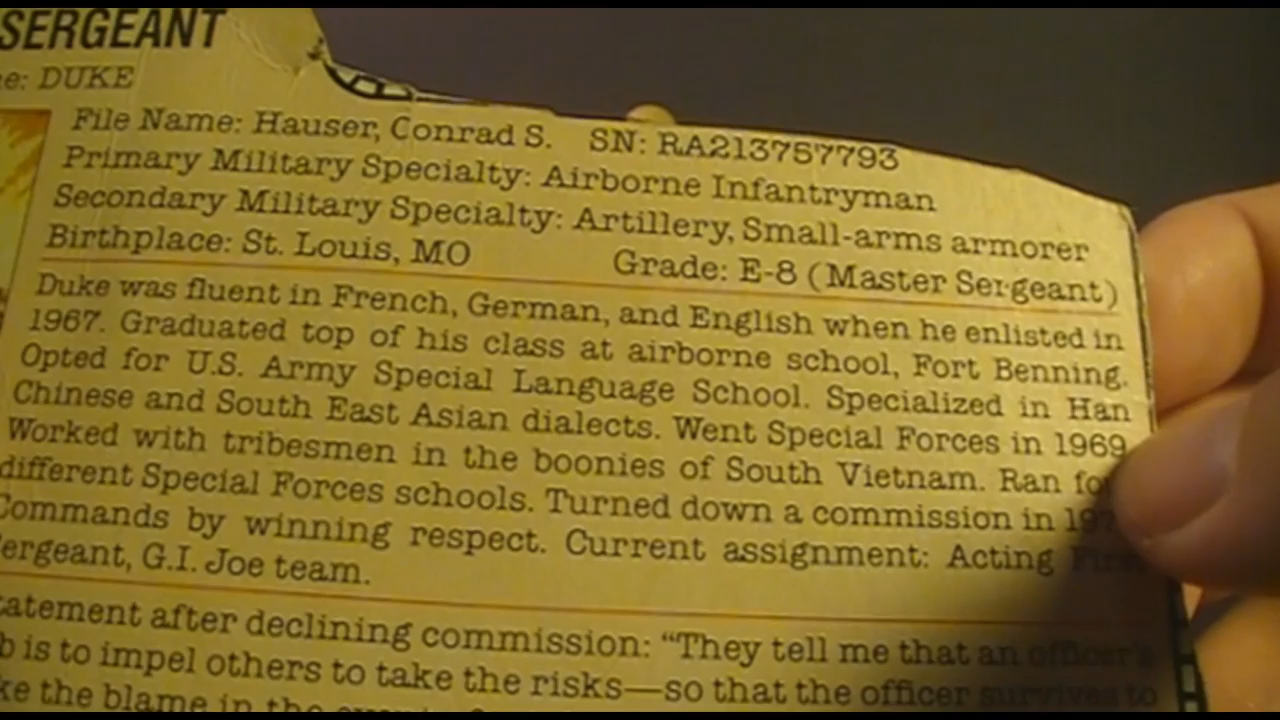 SERGEANT
DUKE
File Name: Hauser, Conrad S. SN: RA213757793
Primary Military Specialty: Airborne Infantryman
Secondary Military Specialty: Artillery, Small-arms armorer
Birthplace: St. Louis, MO Grade: E-8 (Master Sergeant)
Duke was fluent in French, German, and English when he enlisted in
1967. Graduated top of his class at airborne school, Fort Benning.
Opted for U.S. Army Special Language School. Specialized in Han
Chinese and South East Asian dialects. Went Special Forces in 1969.
Worked with tribesmen in the boonies of South Vietnam. Ran
different Special Forces schools. Turned down a commission in
Commands by winning respect. Current assignment: Acting First
Sergeant, G.I. Joe team.
after declining commission: "They tell me that an officer's
is to impel others to take the risks—so that the officer survives to
the blame in the